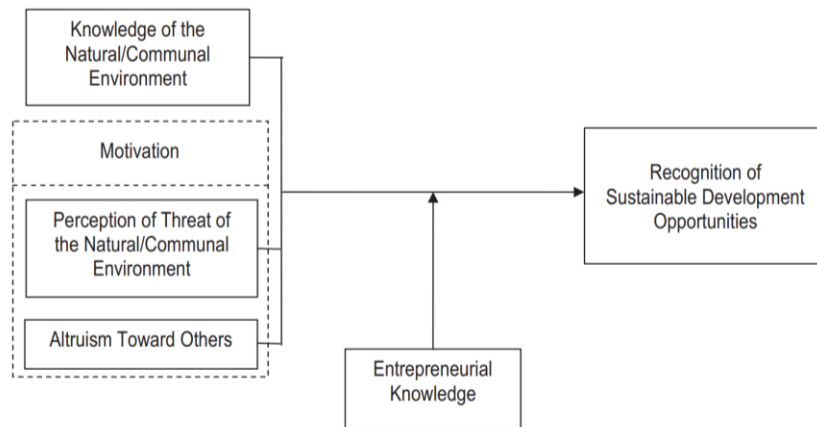 Knowledge of the
Natural/Communal
Environment
Motivation
Perception of Threat of
the Natural/Communal
Environment
Altruism Toward Others
Entrepreneurial
Knowledge
Recognition of
Sustainable Development
Opportunities